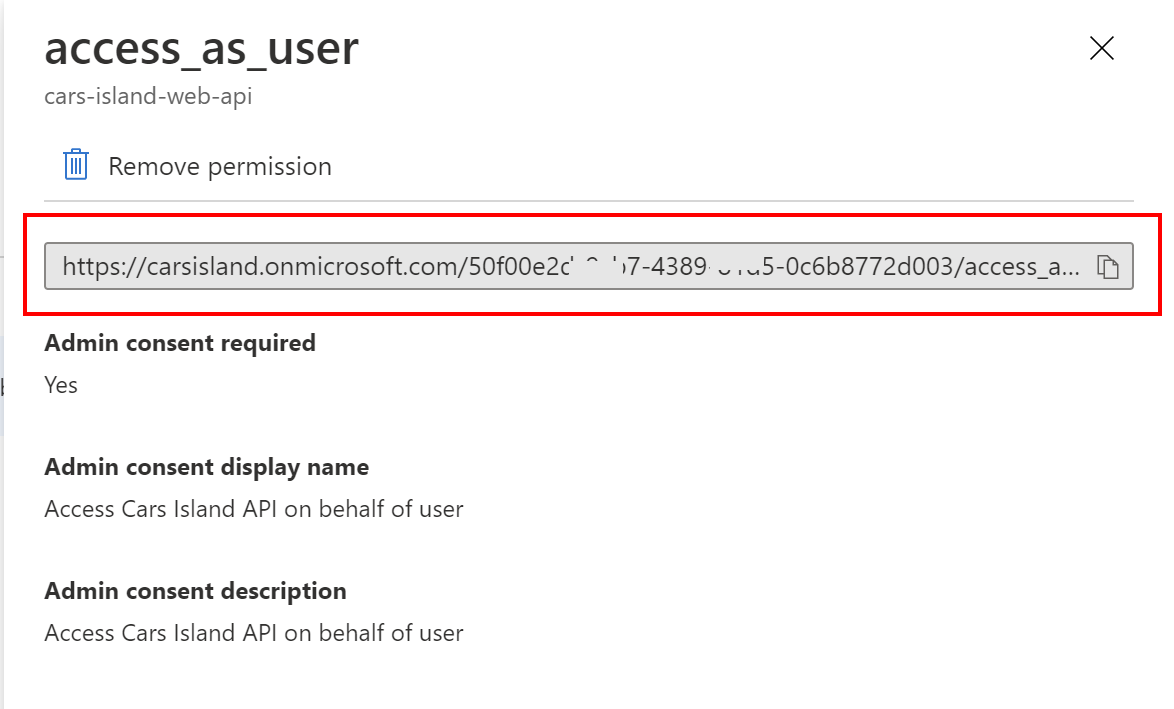 access_as_user
cars-island-web-api
Remove permission
https://carsisland.onmicrosoft.com/50f00e2c 7-4389 5-0c6b8772d003/access_a...
Admin consent required
Yes
Admin consent display name
Access Cars Island API on behalf of user
Admin consent description
Access Cars Island API on behalf of user